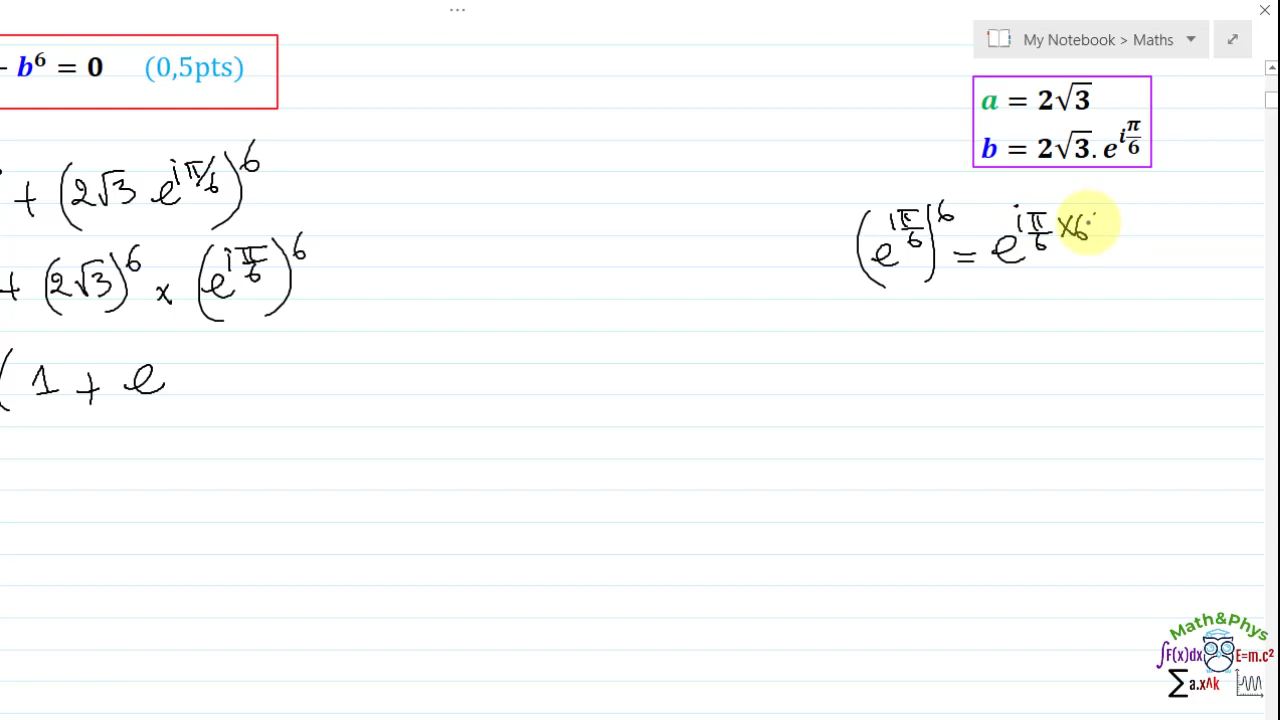 My Notebook > Maths
b⁶ = 0 (0,5pts)
a = 2√3
b = 2√3. e^{iπ/6}
+ (2√3 e^{iπ/6})⁶
(e^{iπ/6})⁶ = e^{iπ/6 ×6}
+ (2√3)⁶ × (e^{iπ/6})⁶
( 1 + e
Math&Phys
∫F(x)dx E=m.c²
∑ a.x^k